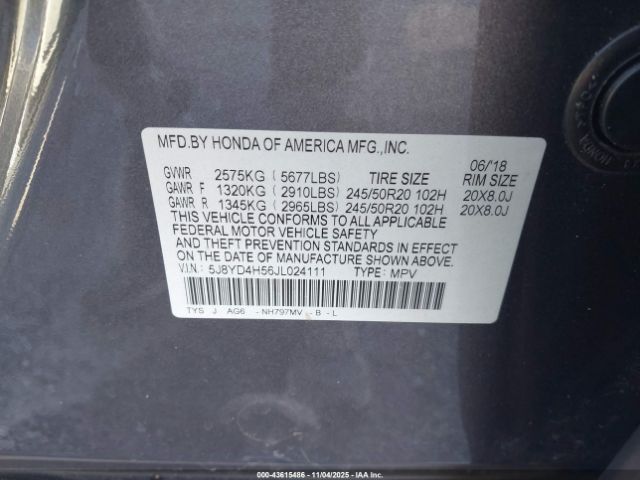 MFD.BY HONDA OF AMERICA MFG.,INC.
06/'18
GVWR 2575KG ( 5677LBS) TIRE SIZE RIM SIZE
GAWR F 1320KG ( 2910LBS) 245/50R20 102H 20X8.0J
GAWR R 1345KG ( 2965LBS) 245/50R20 102H 20X8.0J
THIS VEHICLE CONFORMS TO ALL APPLICABLE
FEDERAL MOTOR VEHICLE SAFETY
AND THEFT PREVENTION STANDARDS IN EFFECT
ON THE DATE OF MANUFACTURE SHOWN ABOVE.
V.I.N.: 5J8YD4H56JL024111 TYPE: MPV
TYS J AG6 -NH797MV -B -L
© 00-43615486 - 11/04/2025 - IAA Inc.